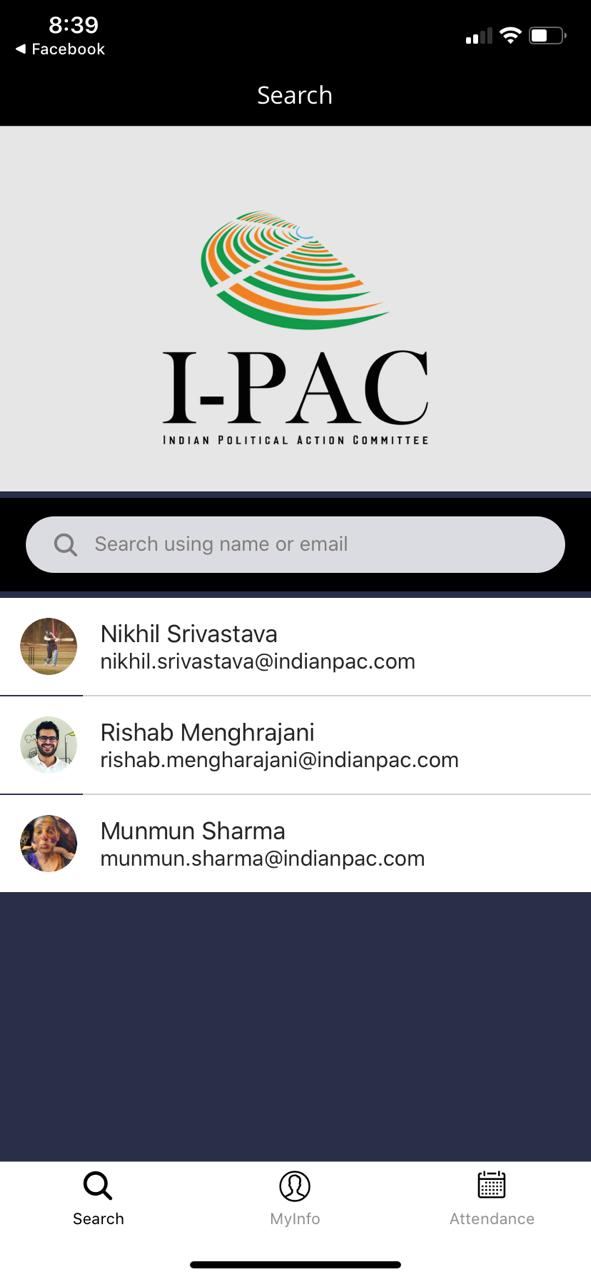 8:39
◀ Facebook
Search
I-PAC
INDIAN POLITICAL ACTION COMMITTEE
Search using name or email
Nikhil Srivastava
nikhil.srivastava@indianpac.com
Rishab Menghrajani
rishab.mengharajani@indianpac.com
Munmun Sharma
munmun.sharma@indianpac.com
Search
MyInfo
Attendance